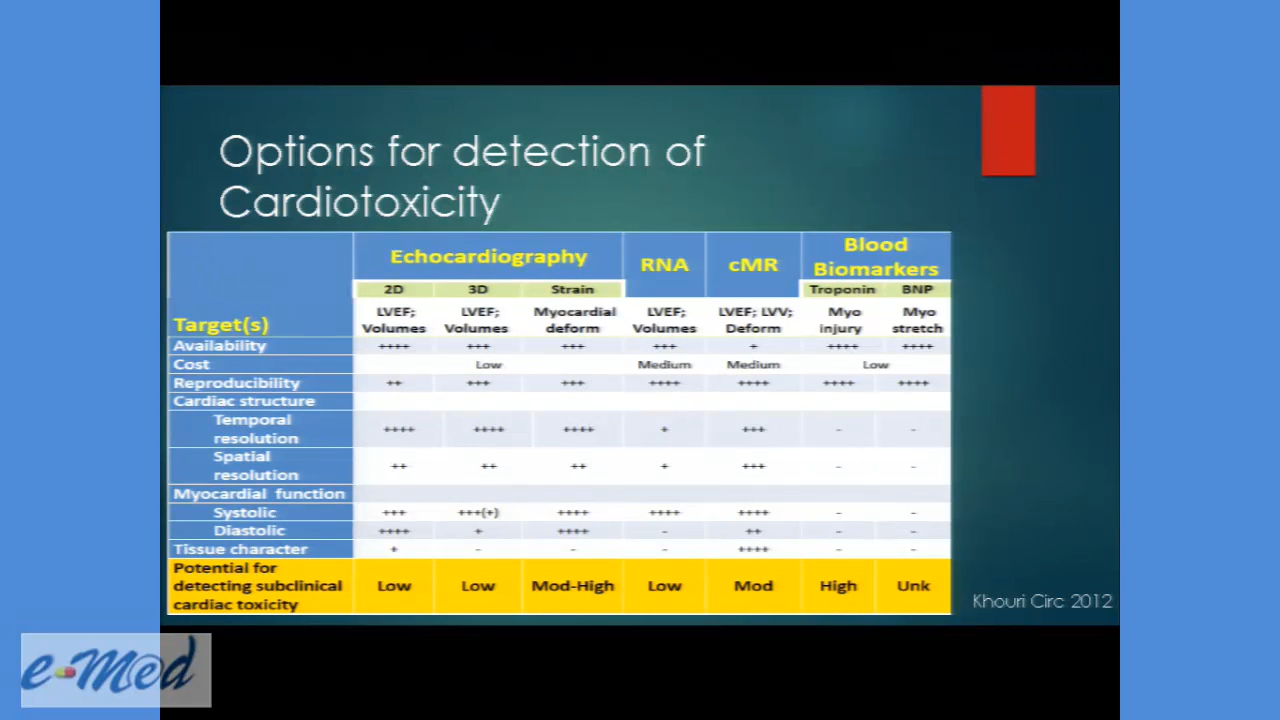 Options for detection of
Cardiotoxicity
Echocardiography RNA cMR Blood
Biomarkers
2D 3D Strain Troponin BNP
Target(s) LVEF; Volumes LVEF; Volumes Myocardial deform LVEF; Volumes LVEF; LVV; Deform Myo injury Myo stretch
Availability ++++ +++ +++ +++ + ++++ ++++
Cost Low Medium Medium Low
Reproducibility ++ +++ +++ ++++ ++++ ++++ ++++
Cardiac structure
Temporal resolution ++++ ++++ ++++ + +++ - -
Spatial resolution ++ ++ ++ + +++ - -
Myocardial function
Systolic +++ +++(+) ++++ ++++ ++++ - -
Diastolic ++++ + ++++ - ++ - -
Tissue character + - - - ++++ - -
Potential for
detecting subclinical
cardiac toxicity Low Low Mod-High Low Mod High Unk
Khouri Circ 2012
e-Med